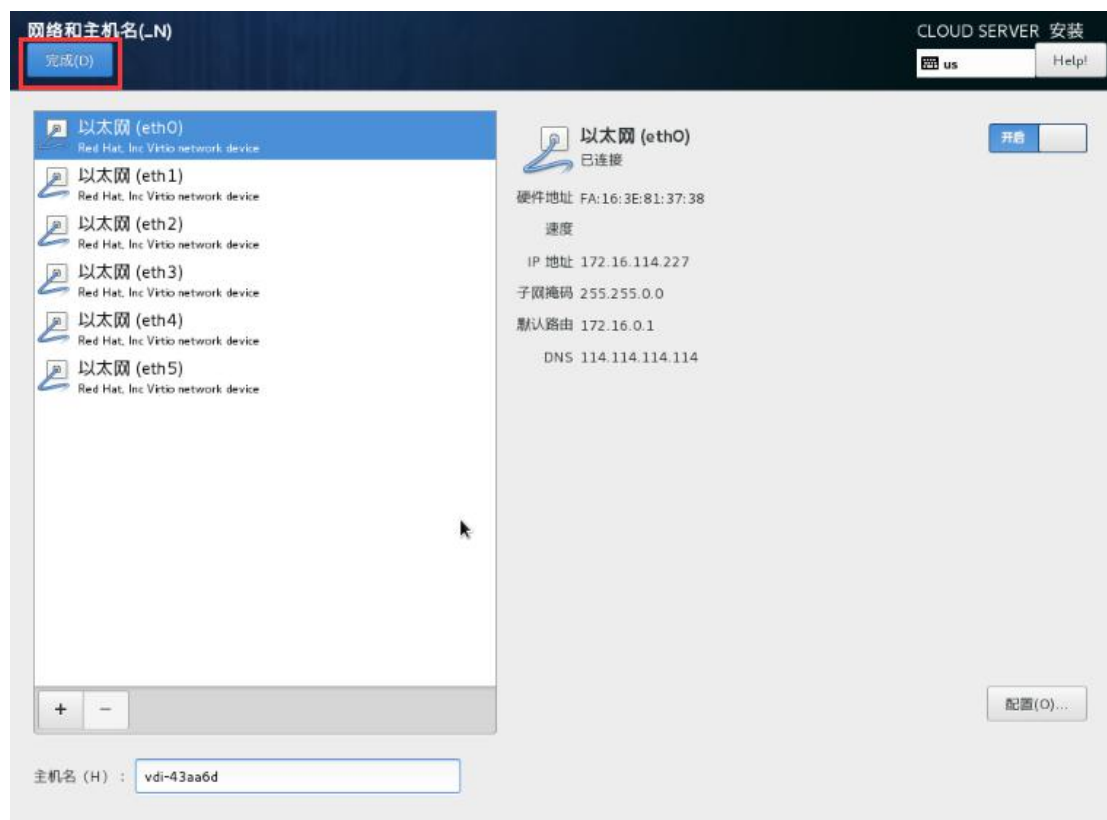 网络和主机名(_N)
完成(D)
CLOUD SERVER 安装
us
Help!
以太网 (eth0)
Red Hat, Inc Virtio network device
以太网 (eth1)
Red Hat, Inc Virtio network device
以太网 (eth2)
Red Hat, Inc Virtio network device
以太网 (eth3)
Red Hat, Inc Virtio network device
以太网 (eth4)
Red Hat, Inc Virtio network device
以太网 (eth5)
Red Hat, Inc Virtio network device
+ −
以太网 (eth0)
已连接
开启
硬件地址 FA:16:3E:81:37:38
速度
IP 地址 172.16.114.227
子网掩码 255.255.0.0
默认路由 172.16.0.1
DNS 114.114.114.114
配置(O)...
主机名 (H) : vdi-43aa6d